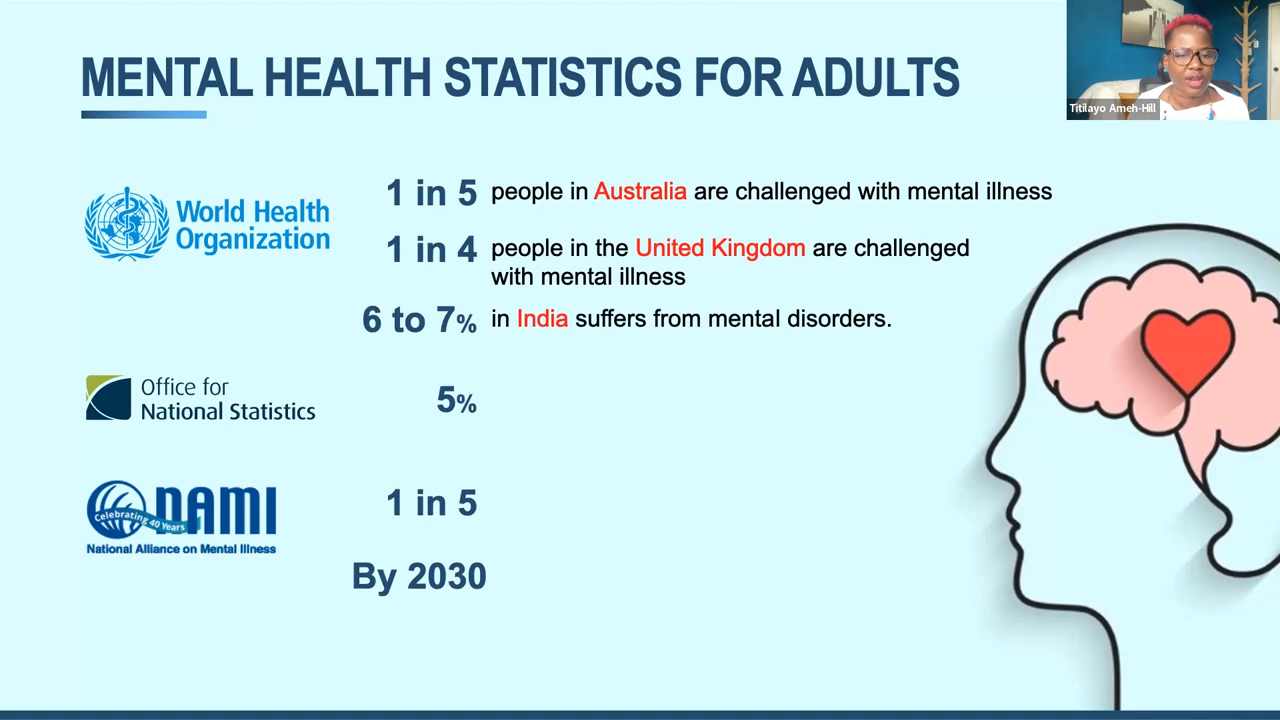 MENTAL HEALTH STATISTICS FOR ADULTS
Titilayo Ameh-Hill
World Health
Organization
1 in 5 people in Australia are challenged with mental illness
1 in 4 people in the United Kingdom are challenged
with mental illness
6 to 7% in India suffers from mental disorders.
Office for
National Statistics
5%
NAMI
Celebrating 40 Years
National Alliance on Mental Illness
1 in 5
By 2030